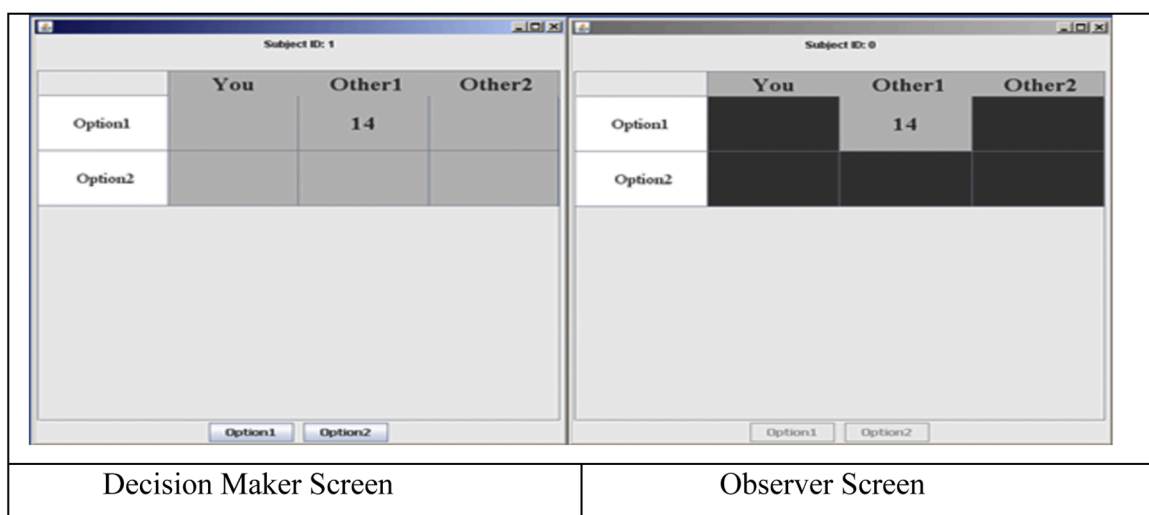 Subject ID: 1
You Other1 Other2
Option1 14
Option2
Option1 Option2
Subject ID: 0
You Other1 Other2
Option1 14
Option2
Option1 Option2
Decision Maker Screen
Observer Screen